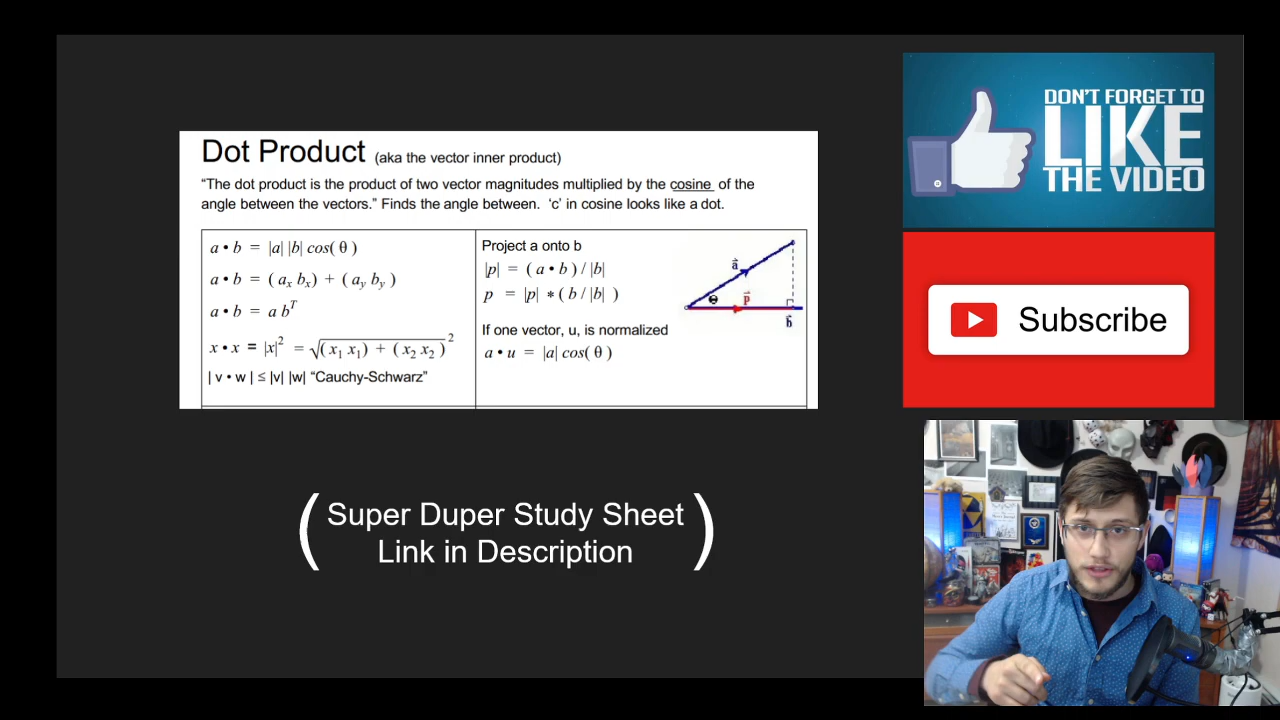 Dot Product (aka the vector inner product)
“The dot product is the product of two vector magnitudes multiplied by the cosine of the
angle between the vectors.” Finds the angle between. ‘c’ in cosine looks like a dot.
a • b = |a| |b| cos( θ )
a • b = ( aₓ bₓ ) + ( a_y b_y )
a • b = a bᵀ
x • x = |x|² = √( x₁ x₁ ) + ( x₂ x₂ ) ²
| v • w | ≤ |v| |w| “Cauchy-Schwarz”
Project a onto b
|p| = ( a • b ) / |b|
p = |p| ∗ ( b / |b| )
If one vector, u, is normalized
a • u = |a| cos( θ )
a⃗
Θ
p⃗
b⃗
DON'T FORGET TO
LIKE
THE VIDEO
Subscribe
( Super Duper Study Sheet
Link in Description )